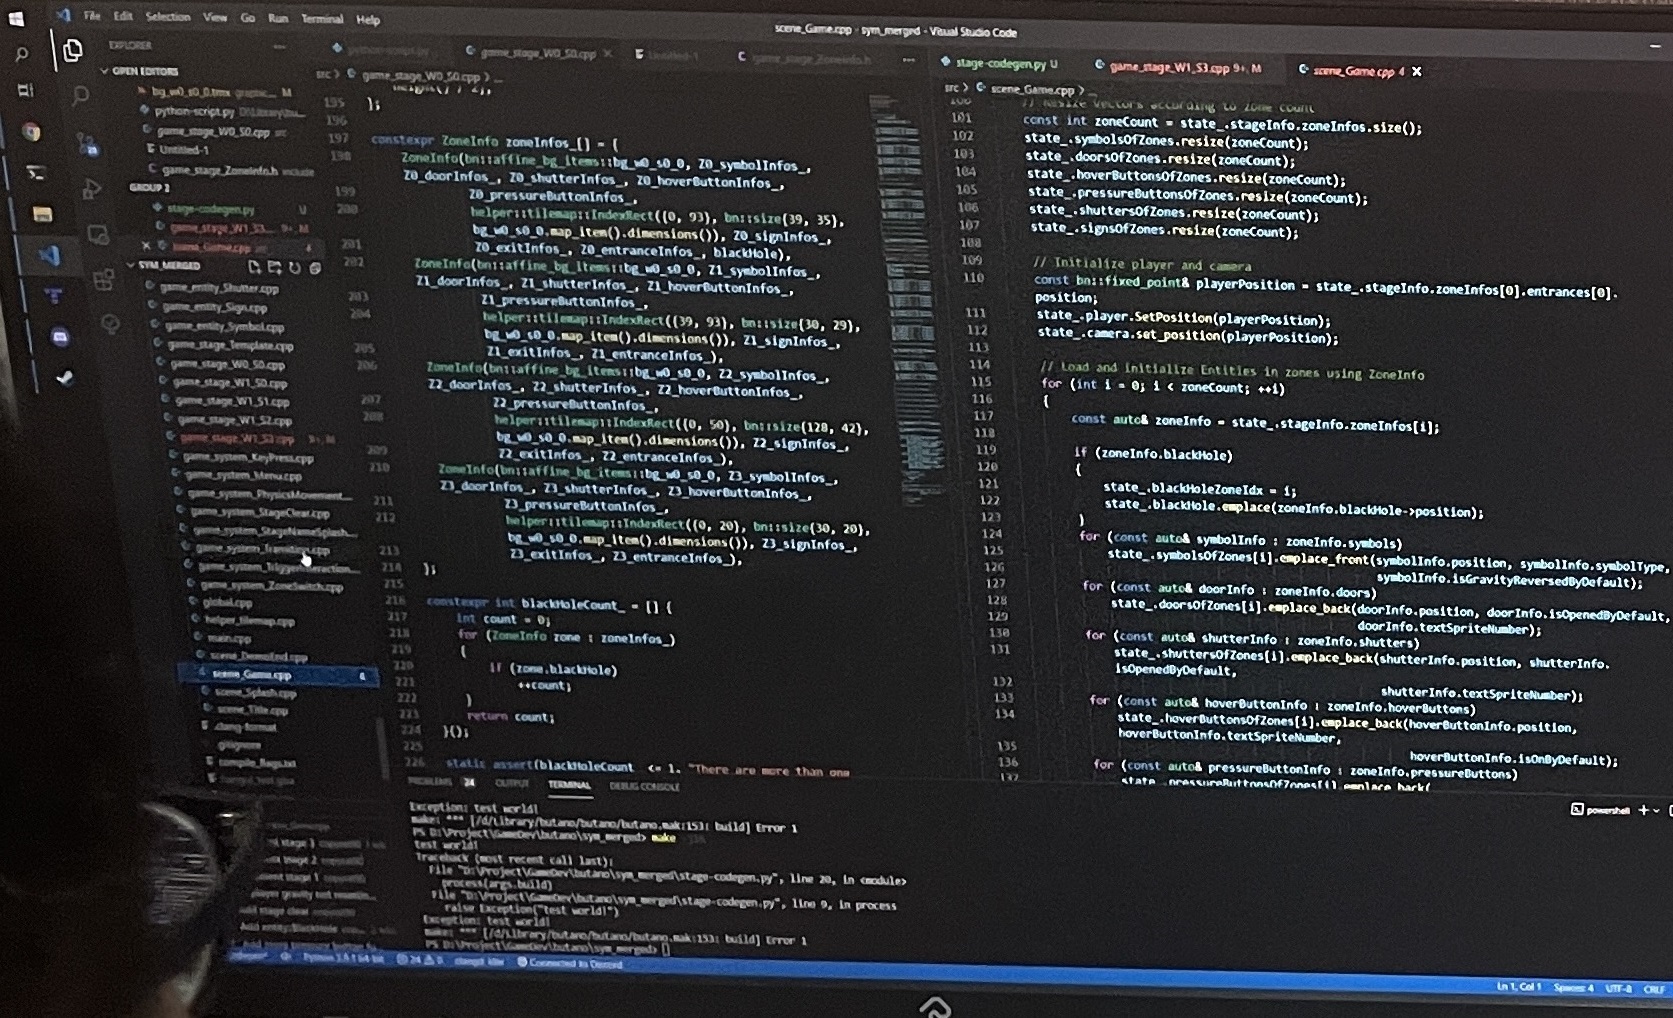 File Edit Selection View Go Run Terminal Help
scene_Game.cpp - sym_merged - Visual Studio Code
EXPLORER
OPEN EDITORS
bg_w0_s0_0.tmx M
python-script.py
game_stage_W0_S0.cpp src
Untitled-1
game_stage_ZoneInfo.h include
GROUP 2
stage-codegen.py U
game_stage_W1_S3... 9+, M
scene_Game.cpp src 4
SYM_MERGED
game_entity_Shutter.cpp
game_entity_Sign.cpp
game_entity_Symbol.cpp
game_stage_Template.cpp
game_stage_W0_S0.cpp
game_stage_W1_S0.cpp
game_stage_W1_S1.cpp
game_stage_W1_S2.cpp
game_stage_W1_S3.cpp 9+, M
game_system_KeyPress.cpp
game_system_Menu.cpp
game_system_PhysicsMovement...
game_system_StageClear.cpp
game_system_StageNameSplash...
game_system_Transition.cpp
game_system_TriggerInteraction...
game_system_ZoneSwitch.cpp
global.cpp
helper_tilemap.cpp
main.cpp
scene_DemoEnd.cpp
scene_Game.cpp 4
scene_Splash.cpp
scene_Title.cpp
.clang-format
.gitignore
compile_flags.txt
python-script.py game_stage_W0_S0.cpp Untitled-1 game_stage_ZoneInfo.h
src > game_stage_W0_S0.cpp > ...
195 };
196
197 constexpr ZoneInfo zoneInfos_[] = {
198 ZoneInfo(bn::affine_bg_items::bg_w0_s0_0, Z0_symbolInfos_,
Z0_doorInfos_, Z0_shutterInfos_, Z0_hoverButtonInfos_,
199 Z0_pressureButtonInfos_,
200 helper::tilemap::IndexRect({0, 93}, bn::size{39, 35},
bg_w0_s0_0.map_item().dimensions()), Z0_signInfos_,
201 Z0_exitInfos_, Z0_entranceInfos_, blackHole),
202 ZoneInfo(bn::affine_bg_items::bg_w0_s0_0, Z1_symbolInfos_,
Z1_doorInfos_, Z1_shutterInfos_, Z1_hoverButtonInfos_,
203 Z1_pressureButtonInfos_,
204 helper::tilemap::IndexRect({39, 93}, bn::size{30, 29},
bg_w0_s0_0.map_item().dimensions()), Z1_signInfos_,
205 Z1_exitInfos_, Z1_entranceInfos_),
206 ZoneInfo(bn::affine_bg_items::bg_w0_s0_0, Z2_symbolInfos_,
Z2_doorInfos_, Z2_shutterInfos_, Z2_hoverButtonInfos_,
207 Z2_pressureButtonInfos_,
208 helper::tilemap::IndexRect({0, 50}, bn::size{128, 42},
bg_w0_s0_0.map_item().dimensions()), Z2_signInfos_,
209 Z2_exitInfos_, Z2_entranceInfos_),
210 ZoneInfo(bn::affine_bg_items::bg_w0_s0_0, Z3_symbolInfos_,
Z3_doorInfos_, Z3_shutterInfos_, Z3_hoverButtonInfos_,
211 Z3_pressureButtonInfos_,
212 helper::tilemap::IndexRect({0, 20}, bn::size{30, 20},
bg_w0_s0_0.map_item().dimensions()), Z3_signInfos_,
213 Z3_exitInfos_, Z3_entranceInfos_),
214 };
215
216 constexpr int blackHoleCount_ = [] {
217 int count = 0;
218 for (ZoneInfo zone : zoneInfos_)
219 {
220 if (zone.blackHole)
221 ++count;
222 }
223 return count;
224 }();
225
226 static_assert(blackHoleCount_ <= 1, "There are more than one
stage-codegen.py U game_stage_W1_S3.cpp 9+, M scene_Game.cpp 4
src > scene_Game.cpp > ...
100 // Resize vectors according to zone count
101 const int zoneCount = state_.stageInfo.zoneInfos.size();
102 state_.symbolsOfZones.resize(zoneCount);
103 state_.doorsOfZones.resize(zoneCount);
104 state_.hoverButtonsOfZones.resize(zoneCount);
105 state_.pressureButtonsOfZones.resize(zoneCount);
106 state_.shuttersOfZones.resize(zoneCount);
107 state_.signsOfZones.resize(zoneCount);
108
109 // Initialize player and camera
110 const bn::fixed_point& playerPosition = state_.stageInfo.zoneInfos[0].entrances[0].
position;
111 state_.player.SetPosition(playerPosition);
112 state_.camera.set_position(playerPosition);
113
114 // Load and initialize Entities in zones using ZoneInfo
115 for (int i = 0; i < zoneCount; ++i)
116 {
117 const auto& zoneInfo = state_.stageInfo.zoneInfos[i];
118
119 if (zoneInfo.blackHole)
120 {
121 state_.blackHoleZoneIdx = i;
122 state_.blackHole.emplace(zoneInfo.blackHole->position);
123 }
124 for (const auto& symbolInfo : zoneInfo.symbols)
125 state_.symbolsOfZones[i].emplace_front(symbolInfo.position, symbolInfo.symbolType,
126 symbolInfo.isGravityReversedByDefault);
127 for (const auto& doorInfo : zoneInfo.doors)
128 state_.doorsOfZones[i].emplace_back(doorInfo.position, doorInfo.isOpenedByDefault,
129 doorInfo.textSpriteNumber);
130 for (const auto& shutterInfo : zoneInfo.shutters)
131 state_.shuttersOfZones[i].emplace_back(shutterInfo.position, shutterInfo.
isOpenedByDefault,
132 shutterInfo.textSpriteNumber);
133 for (const auto& hoverButtonInfo : zoneInfo.hoverButtons)
134 state_.hoverButtonsOfZones[i].emplace_back(hoverButtonInfo.position,
hoverButtonInfo.textSpriteNumber,
135 hoverButtonInfo.isOnByDefault);
136 for (const auto& pressureButtonInfo : zoneInfo.pressureButtons)
137 state_.pressureButtonsOfZones[i].emplace_back(
PROBLEMS 24 OUTPUT TERMINAL DEBUG CONSOLE
powershell
Exception: test world!
make: *** [/d/Library/butano/butano/butano.mak:153: build] Error 1
PS D:\Project\GameDev\butano\sym_merged> make
test world!
Traceback (most recent call last):
File "D:\Project\GameDev\butano\sym_merged\stage-codegen.py", line 20, in <module>
process(args.build)
File "D:\Project\GameDev\butano\sym_merged\stage-codegen.py", line 9, in process
raise Exception("test world!")
Exception: test world!
make: *** [/d/Library/butano/butano/butano.mak:153: build] Error 1
PS D:\Project\GameDev\butano\sym_merged>
Connected to Discord
Ln 1, Col 1 Spaces: 4 UTF-8 CRLF